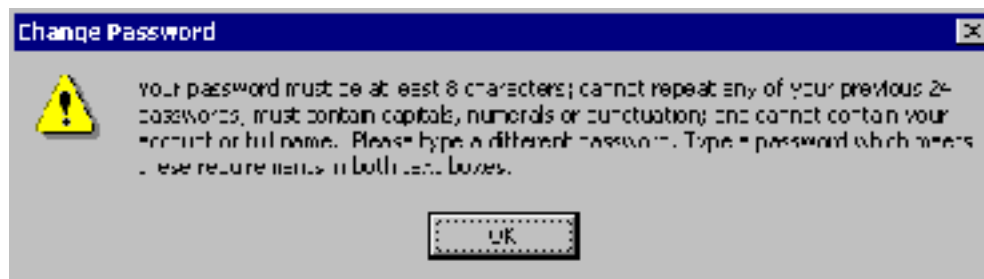 Change Password
Your password must be at least 8 characters; cannot repeat any of your previous 24
passwords; must contain capitals, numerals or punctuation; and cannot contain your
account or full name. Please type a different password. Type a password which meets
these requirements in both text boxes.
OK